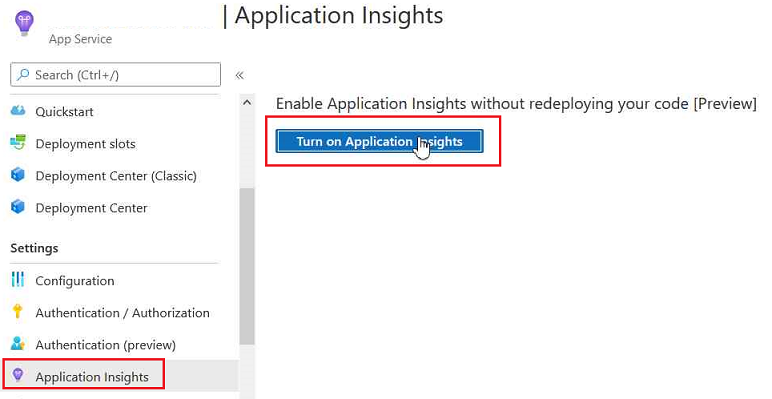 | Application Insights
App Service
Search (Ctrl+/)
«
Enable Application Insights without redeploying your code [Preview]
Turn on Application Insights
Quickstart
Deployment slots
Deployment Center (Classic)
Deployment Center
Settings
Configuration
Authentication / Authorization
Authentication (preview)
Application Insights